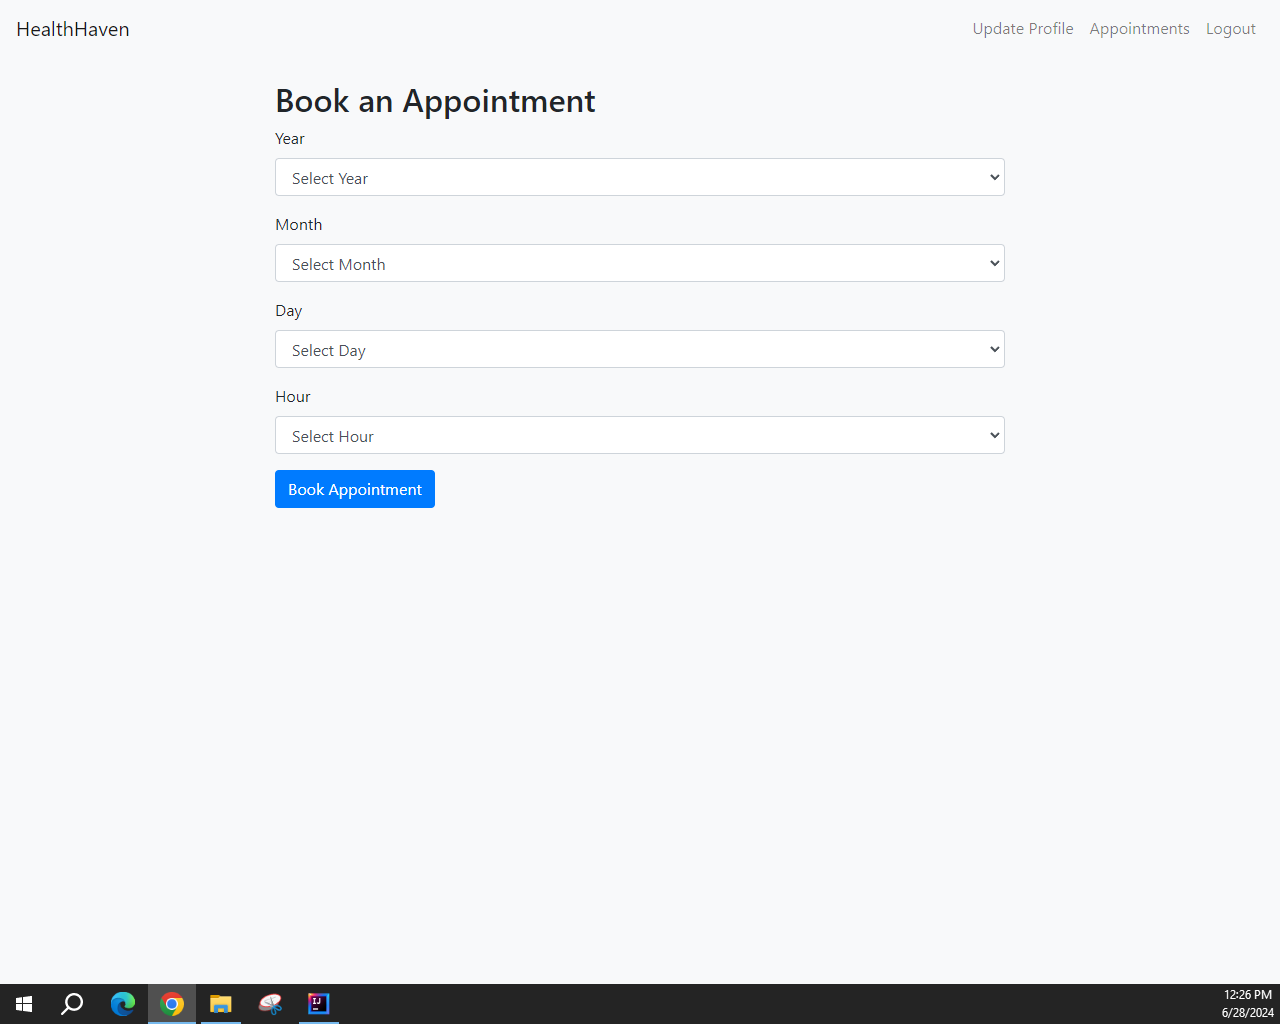 HealthHaven
Update Profile
Appointments
Logout
Book an Appointment
Year
Select Year
Month
Select Month
Day
Select Day
Hour
Select Hour
Book Appointment
IJ
12:26 PM
6/28/2024